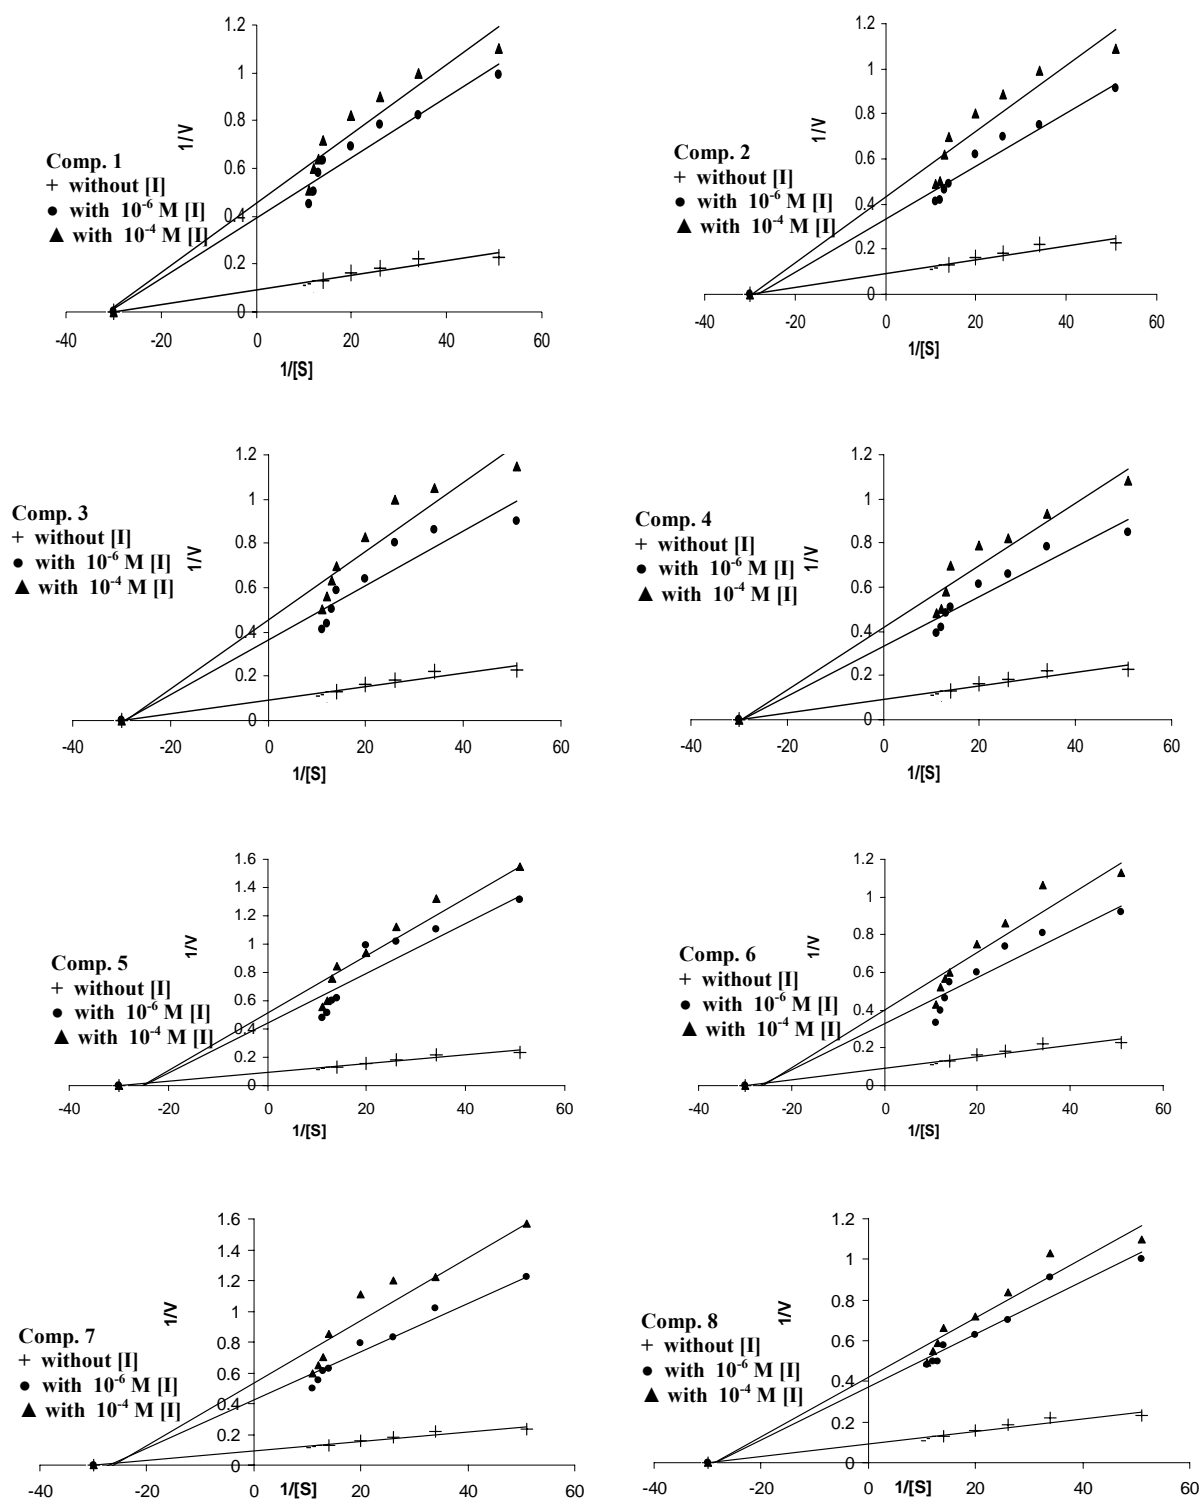 1.2
1
0.8
0.6
0.4
0.2
0
1/V
Comp. 1
+ without [I]
● with 10⁻⁶ M [I]
▲ with 10⁻⁴ M [I]
-40 -20 0 20 40 60
1/[S]
1.2
1
0.8
0.6
0.4
0.2
0
1/V
Comp. 2
+ without [I]
● with 10⁻⁶ M [I]
▲ with 10⁻⁴ M [I]
-40 -20 0 20 40 60
1/[S]
1.2
1
0.8
0.6
0.4
0.2
0
1/V
Comp. 3
+ without [I]
● with 10⁻⁶ M [I]
▲ with 10⁻⁴ M [I]
-40 -20 0 20 40 60
1/[S]
1.2
1
0.8
0.6
0.4
0.2
0
1/V
Comp. 4
+ without [I]
● with 10⁻⁶ M [I]
▲ with 10⁻⁴ M [I]
-40 -20 0 20 40 60
1/[S]
1.6
1.4
1.2
1
0.8
0.6
0.4
0.2
0
1/V
Comp. 5
+ without [I]
● with 10⁻⁶ M [I]
▲ with 10⁻⁴ M [I]
-40 -20 0 20 40 60
1/[S]
1.2
1
0.8
0.6
0.4
0.2
0
1/V
Comp. 6
+ without [I]
● with 10⁻⁶ M [I]
▲ with 10⁻⁴ M [I]
-40 -20 0 20 40 60
1/[S]
1.6
1.4
1.2
1
0.8
0.6
0.4
0.2
0
1/V
Comp. 7
+ without [I]
● with 10⁻⁶ M [I]
▲ with 10⁻⁴ M [I]
-40 -20 0 20 40 60
1/[S]
1.2
1
0.8
0.6
0.4
0.2
0
1/V
Comp. 8
+ without [I]
● with 10⁻⁶ M [I]
▲ with 10⁻⁴ M [I]
-40 -20 0 20 40 60
1/[S]